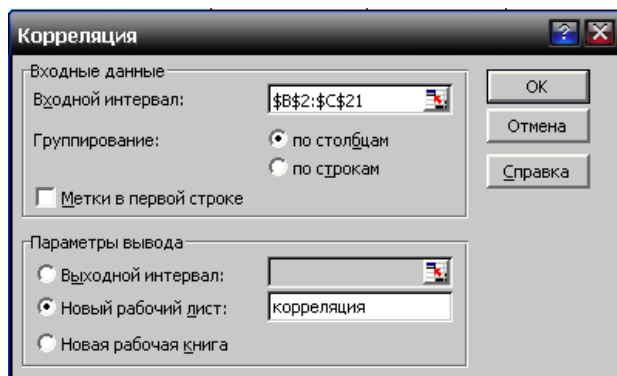 Корреляция
Входные данные
Входной интервал: $B$2:$C$21
Группирование: по столбцам
по строкам
Метки в первой строке
Параметры вывода
Выходной интервал:
Новый рабочий лист: корреляция
Новая рабочая книга
ОК
Отмена
Справка